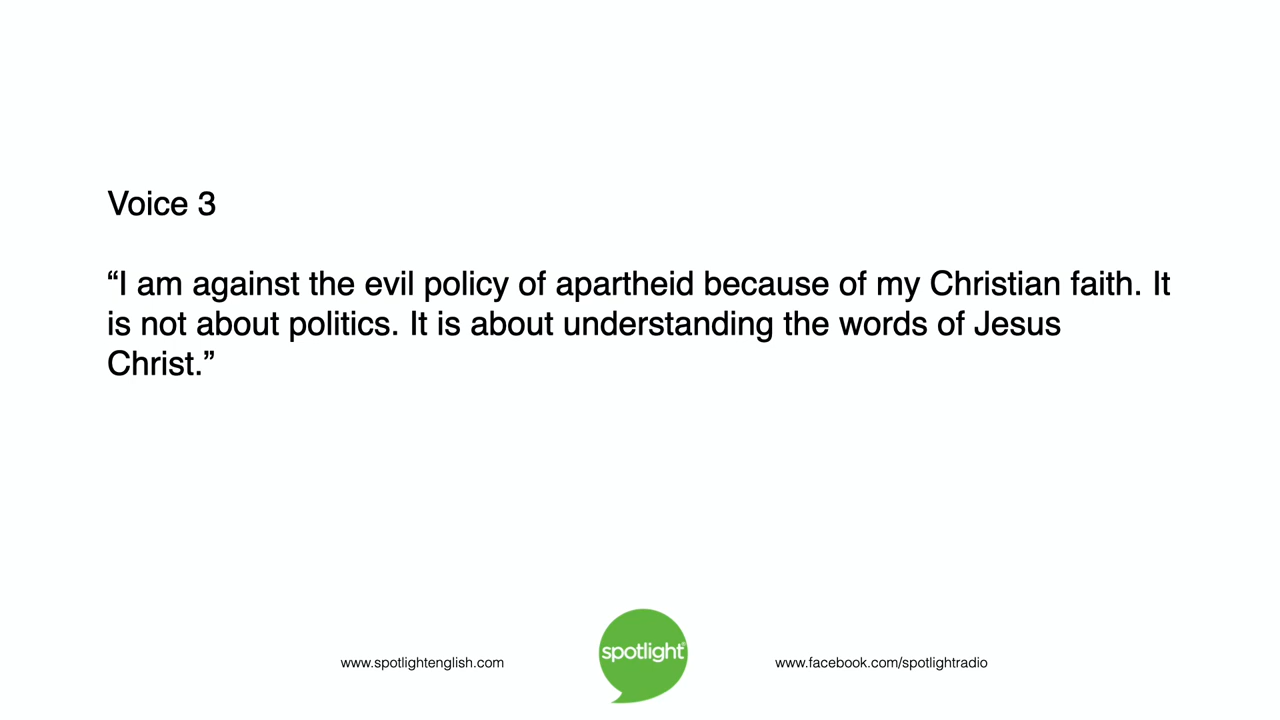 Voice 3
“I am against the evil policy of apartheid because of my Christian faith. It
is not about politics. It is about understanding the words of Jesus
Christ.”
www.spotlightenglish.com
spotlight®
www.facebook.com/spotlightradio